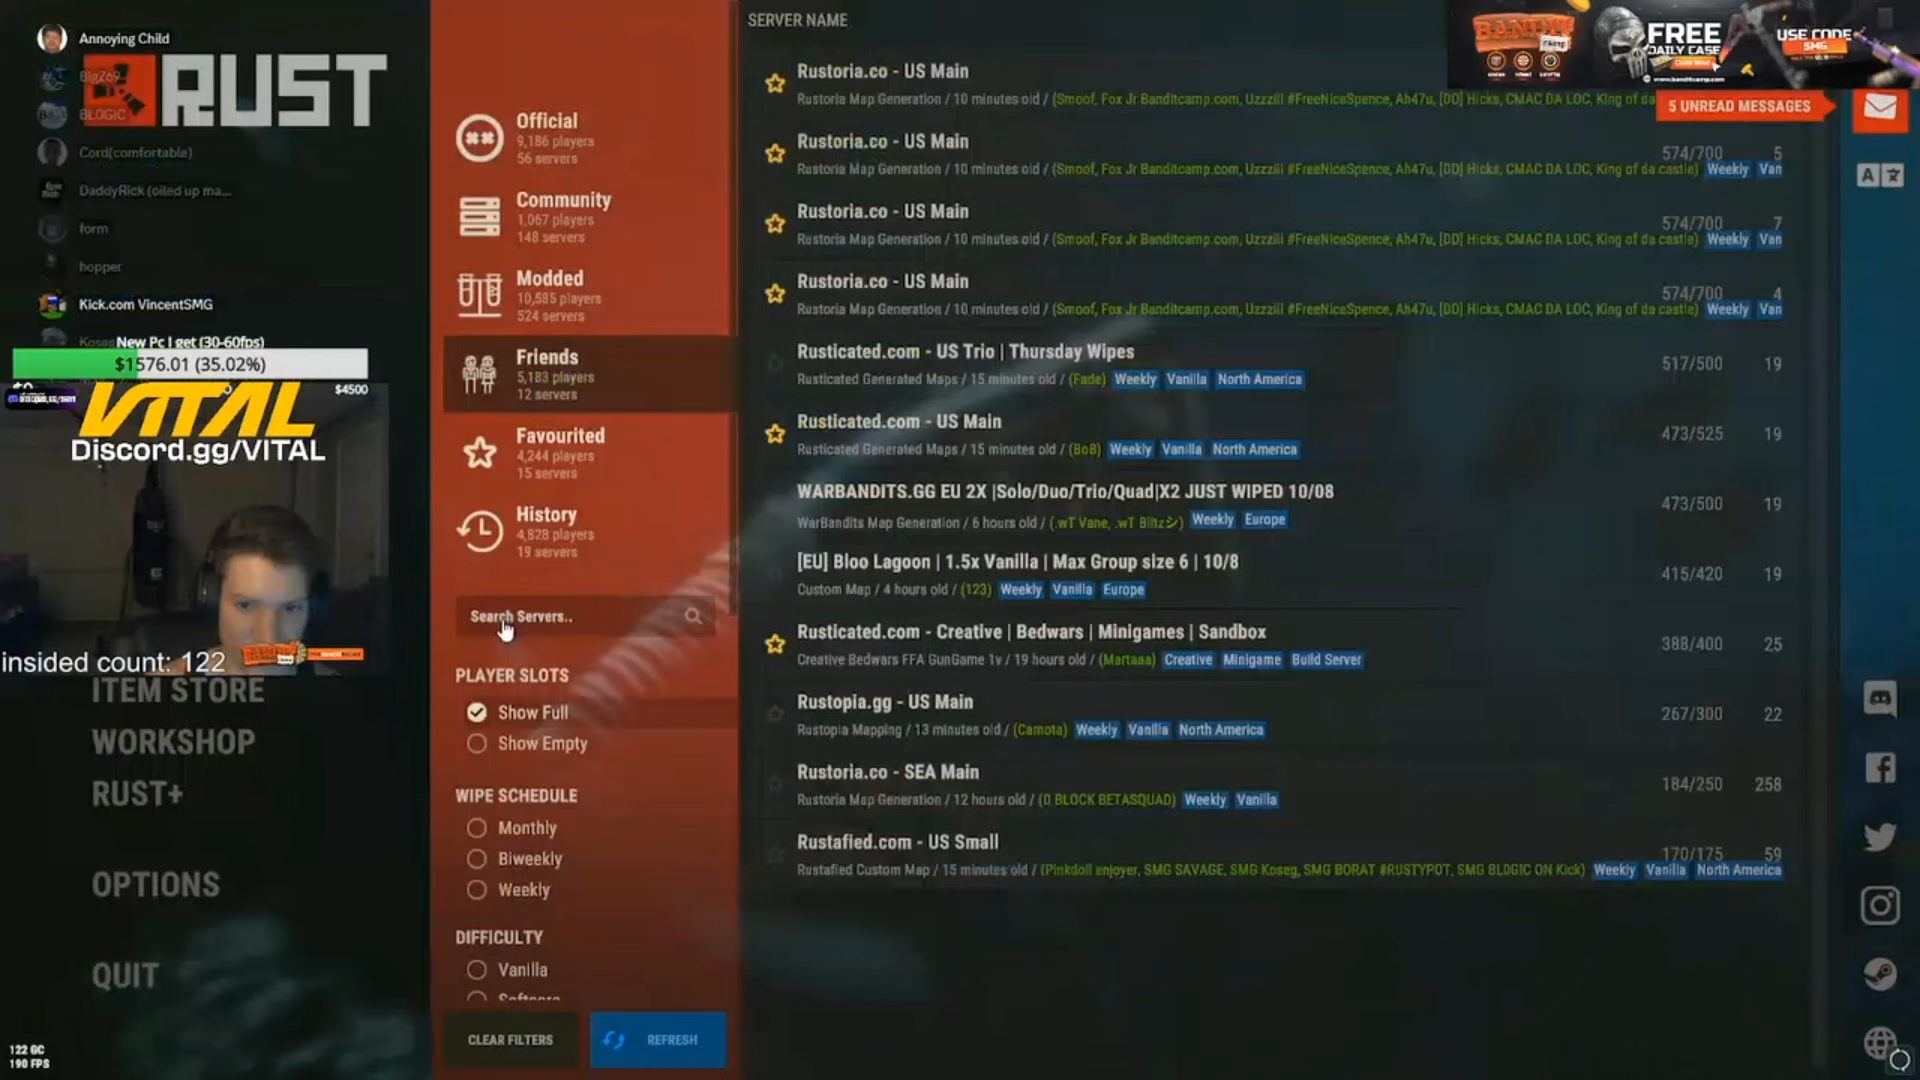 Annoying Child
BigZo9
BLOGIC
RUST
Cord(comfortable)
DaddyRick (oiled up ma...
form
hopper
Kick.com VincentSMG
New Pc I get (30-60fps)
$1576.01 (35.02%)
$4500
VITAL
Discord.gg/VITAL
insided count: 122
ITEM STORE
WORKSHOP
RUST+
OPTIONS
QUIT
122 GC
190 FPS
Official
9,186 players
56 servers
Community
1,067 players
148 servers
Modded
10,585 players
524 servers
Friends
5,183 players
12 servers
Favourited
4,244 players
15 servers
History
4,828 players
19 servers
Search Servers..
PLAYER SLOTS
Show Full
Show Empty
WIPE SCHEDULE
Monthly
Biweekly
Weekly
DIFFICULTY
Vanilla
CLEAR FILTERS
REFRESH
SERVER NAME
BANDIT
FREE
DAILY CASE
USE CODE
SMG
www.banditcamp.com
5 UNREAD MESSAGES
Rustoria.co - US Main
Rustoria Map Generation / 10 minutes old / (Smoof, Fox Jr Banditcamp.com, Uzzziii #FreeNiceSpence, Ah47u, [DD] Hicks, CMAC DA LOC, King of da
Rustoria.co - US Main
574/700 5
Rustoria Map Generation / 10 minutes old / (Smoof, Fox Jr Banditcamp.com, Uzzziii #FreeNiceSpence, Ah47u, [DD] Hicks, CMAC DA LOC, King of da castle) Weekly Van
Rustoria.co - US Main
574/700 7
Rustoria Map Generation / 10 minutes old / (Smoof, Fox Jr Banditcamp.com, Uzzziii #FreeNiceSpence, Ah47u, [DD] Hicks, CMAC DA LOC, King of da castle) Weekly Van
Rustoria.co - US Main
574/700 4
Rustoria Map Generation / 10 minutes old / (Smoof, Fox Jr Banditcamp.com, Uzzziii #FreeNiceSpence, Ah47u, [DD] Hicks, CMAC DA LOC, King of da castle) Weekly Van
Rusticated.com - US Trio | Thursday Wipes
517/500 19
Rusticated Generated Maps / 15 minutes old / (Fade) Weekly Vanilla North America
Rusticated.com - US Main
473/525 19
Rusticated Generated Maps / 15 minutes old / (BoB) Weekly Vanilla North America
WARBANDITS.GG EU 2X |Solo/Duo/Trio/Quad|X2 JUST WIPED 10/08
473/500 19
WarBandits Map Generation / 6 hours old / (.wT Vane, .wT Blitzシ) Weekly Europe
[EU] Bloo Lagoon | 1.5x Vanilla | Max Group size 6 | 10/8
415/420 19
Custom Map / 4 hours old / (123) Weekly Vanilla Europe
Rusticated.com - Creative | Bedwars | Minigames | Sandbox
388/400 25
Creative Bedwars FFA GunGame 1v / 19 hours old / (Martana) Creative Minigame Build Server
Rustopia.gg - US Main
267/300 22
Rustopia Mapping / 13 minutes old / (Camota) Weekly Vanilla North America
Rustoria.co - SEA Main
184/250 258
Rustoria Map Generation / 12 hours old / (0 BLOCK BETASQUAD) Weekly Vanilla
Rustafied.com - US Small
170/175 59
Rustafied Custom Map / 15 minutes old / (Pinkdoll enjoyer, SMG SAVAGE, SMG Koseg, SMG BORAT #RUSTYPOT, SMG BLOGIC ON Kick) Weekly Vanilla North America